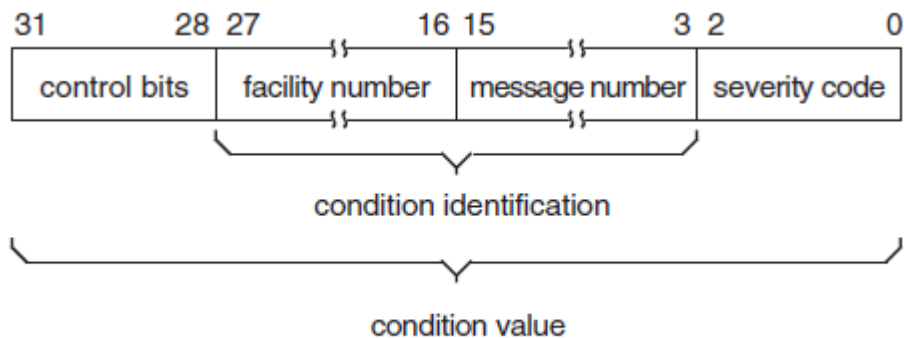 31 28 27 16 15 3 2 0
control bits facility number message number severity code
condition identification
condition value